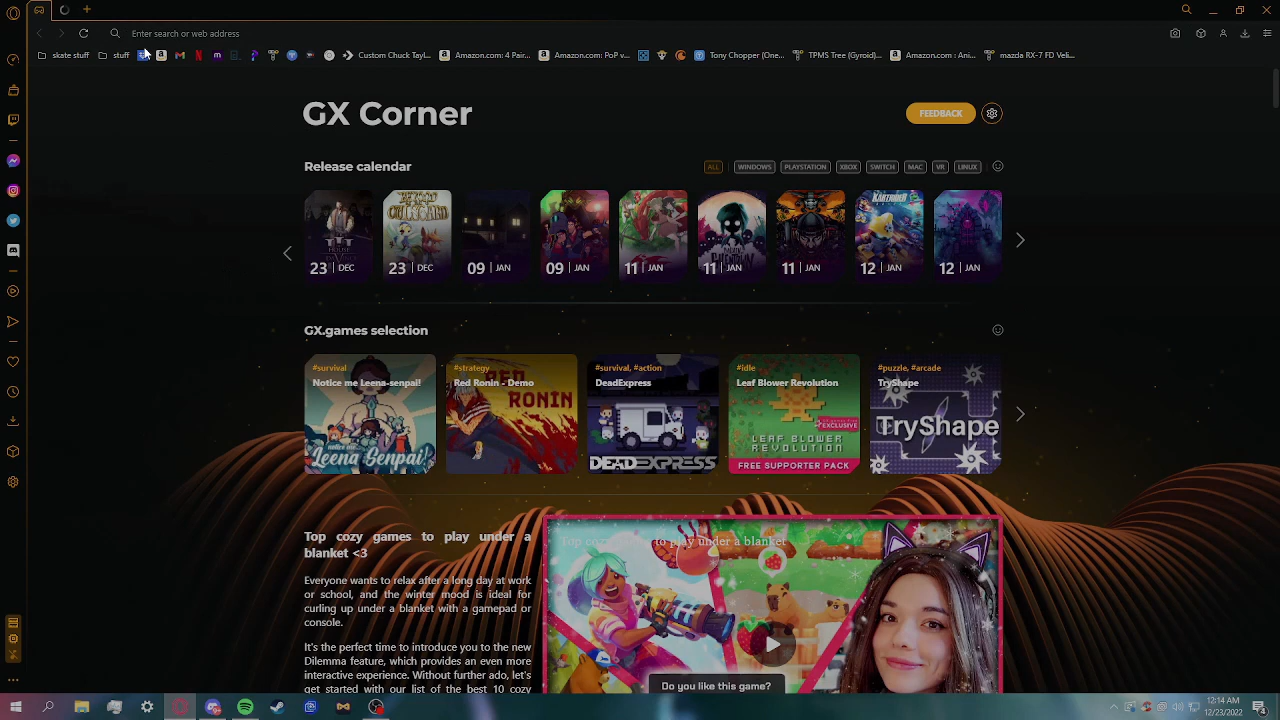 Enter search or web address
skate stuff
stuff
Custom Chuck Tayl...
Amazon.com: 4 Pair...
Amazon.com: PoP v...
Tony Chopper (One...
TPMS Tree (Gyroid)...
Amazon.com : Ani...
mazda RX-7 FD Veil...
GX Corner
FEEDBACK
Release calendar
ALL
WINDOWS
PLAYSTATION
XBOX
SWITCH
MAC
VR
LINUX
23 | DEC
23 | DEC
09 | JAN
09 | JAN
11 | JAN
11 | JAN
11 | JAN
12 | JAN
12 | JAN
GX.games selection
#survival
Notice me Leena-senpai!
notice me...
Leena Senpai!
#strategy
Red Ronin - Demo
RED
RONIN
#survival, #action
DeadExpress
DEADEXPRESS
#idle
Leaf Blower Revolution
EXCLUSIVE
LEAF BLOWER
REVOLUTION
FREE SUPPORTER PACK
#puzzle, #arcade
TryShape
TryShape
Top cozy games to play under a
blanket <3
Everyone wants to relax after a long day at work
or school, and the winter mood is ideal for
curling up under a blanket with a gamepad or
console.
It's the perfect time to introduce you to the new
Dilemma feature, which provides an even more
interactive experience. Without further ado, let's
get started with our list of the best 10 cozy
Top cozy games to play under a blanket
Do you like this game?
12:14 AM
12/23/2022
4